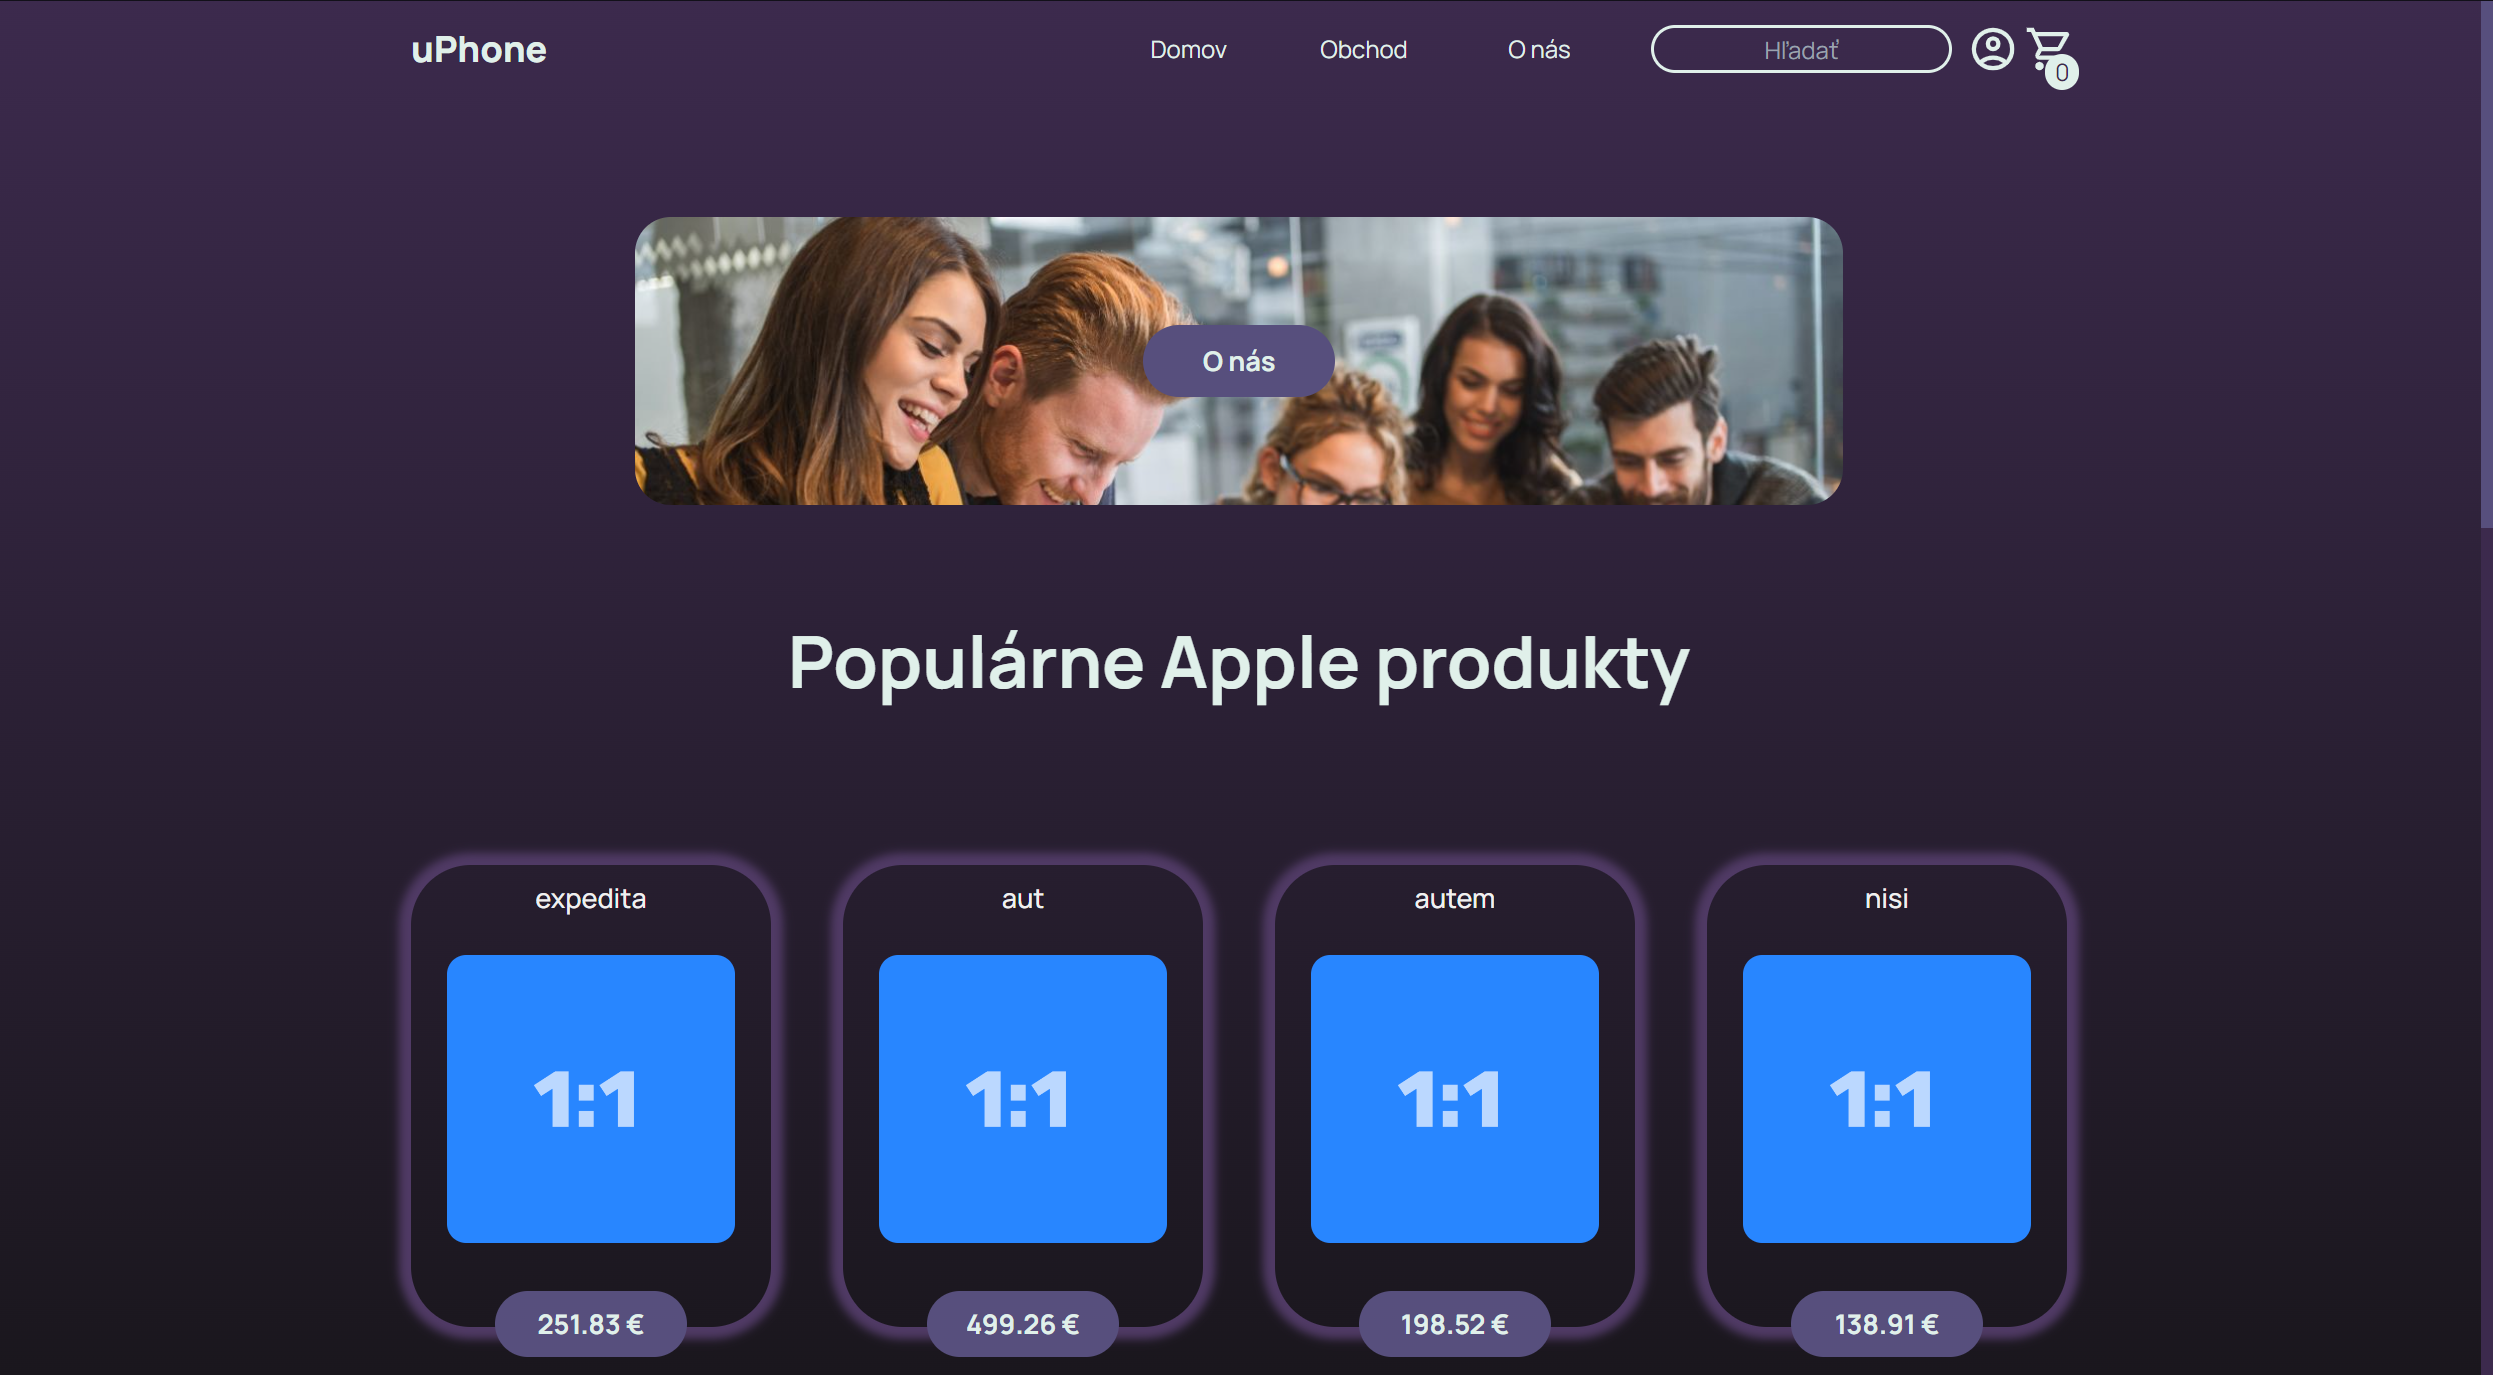 uPhone
Domov
Obchod
O nás
Hľadať
0
O nás
Populárne Apple produkty
expedita
aut
autem
nisi
1:1
1:1
1:1
1:1
251.83 €
499.26 €
198.52 €
138.91 €